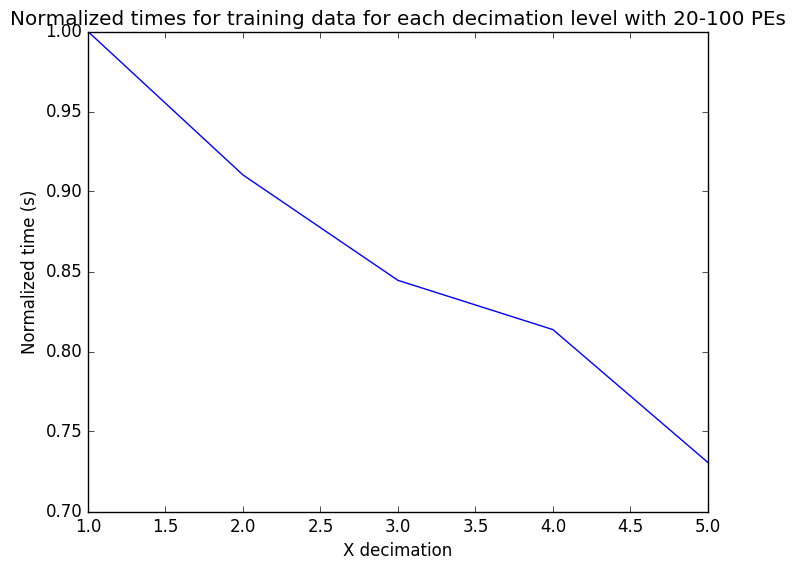 Normalized times for training data for each decimation level with 20-100 PEs
1.00
0.95
0.90
0.85
0.80
0.75
0.70
Normalized time (s)
1.0 1.5 2.0 2.5 3.0 3.5 4.0 4.5 5.0
X decimation